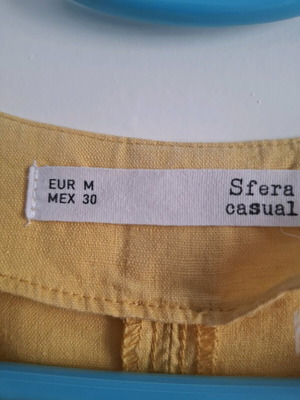 EUR M
MEX 30
Sfera
casual